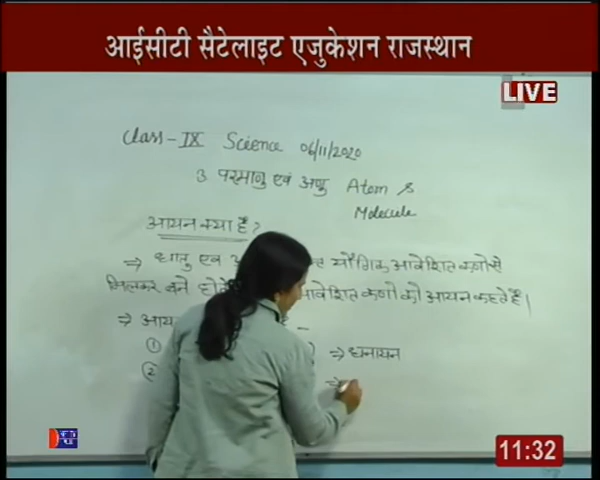 आईसीटी सैटेलाइट एजुकेशन राजस्थान
LIVE
Class-IX Science 06/11/2020
3 परमाणु एवं अणु Atom &
Molecule
आयन क्या है?
⇒ धातु एव यौगिक आवेशित कणो से
मिलकर बने होते आवेशित कणो को आयन कहते है।
⇒ आय –
① ⇒ धनायन
② ⇒
11:32